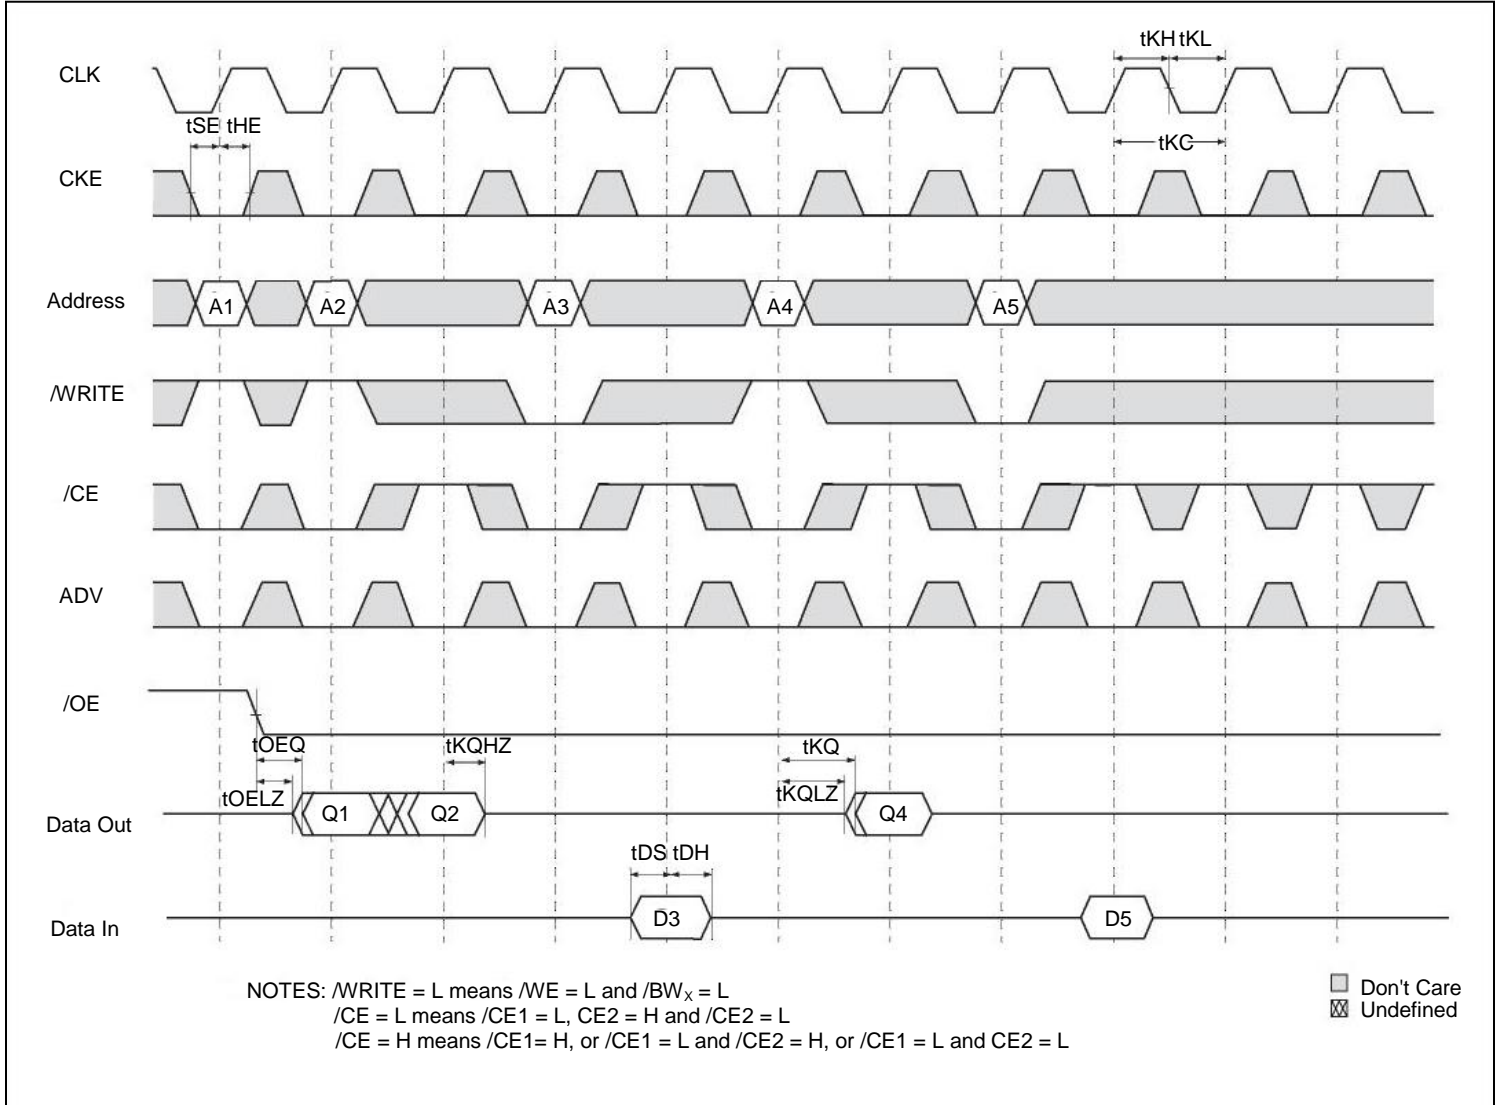 tKH tKL
CLK
tSE tHE
tKC
CKE
Address
A1
A2
A3
A4
A5
/WRITE
/CE
ADV
/OE
tOEQ
tKQHZ
tKQ
tOELZ
tKQLZ
Q1
Q2
Q4
Data Out
tDS tDH
D3
D5
Data In
NOTES: /WRITE = L means /WE = L and /BWX = L
/CE = L means /CE1 = L, CE2 = H and /CE2 = L
/CE = H means /CE1= H, or /CE1 = L and /CE2 = H, or /CE1 = L and CE2 = L
Don't Care
Undefined